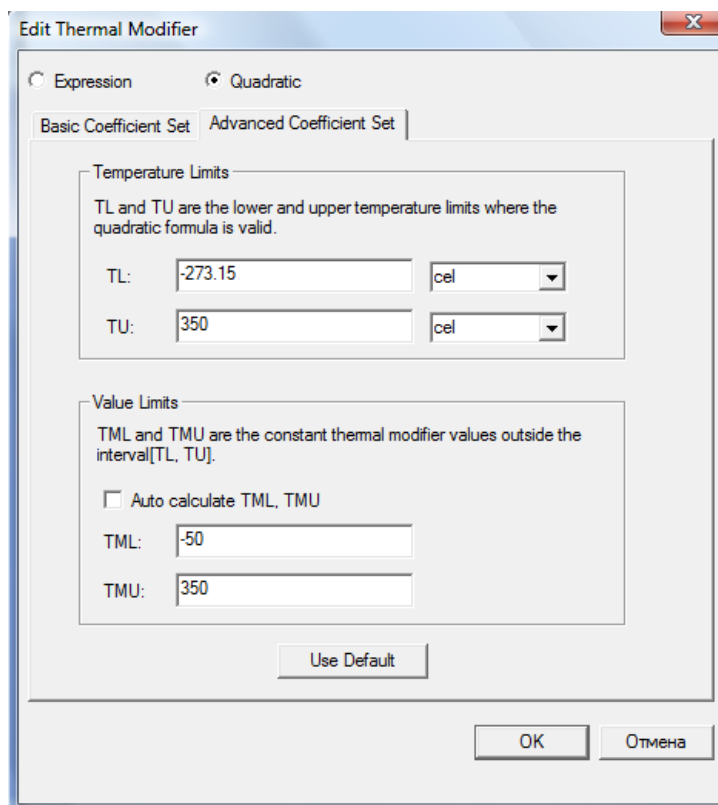 Edit Thermal Modifier
Expression
Quadratic
Basic Coefficient Set
Advanced Coefficient Set
Temperature Limits
TL and TU are the lower and upper temperature limits where the
quadratic formula is valid.
TL: -273.15 cel
TU: 350 cel
Value Limits
TML and TMU are the constant thermal modifier values outside the
interval[TL, TU].
Auto calculate TML, TMU
TML: -50
TMU: 350
Use Default
OK
Отмена